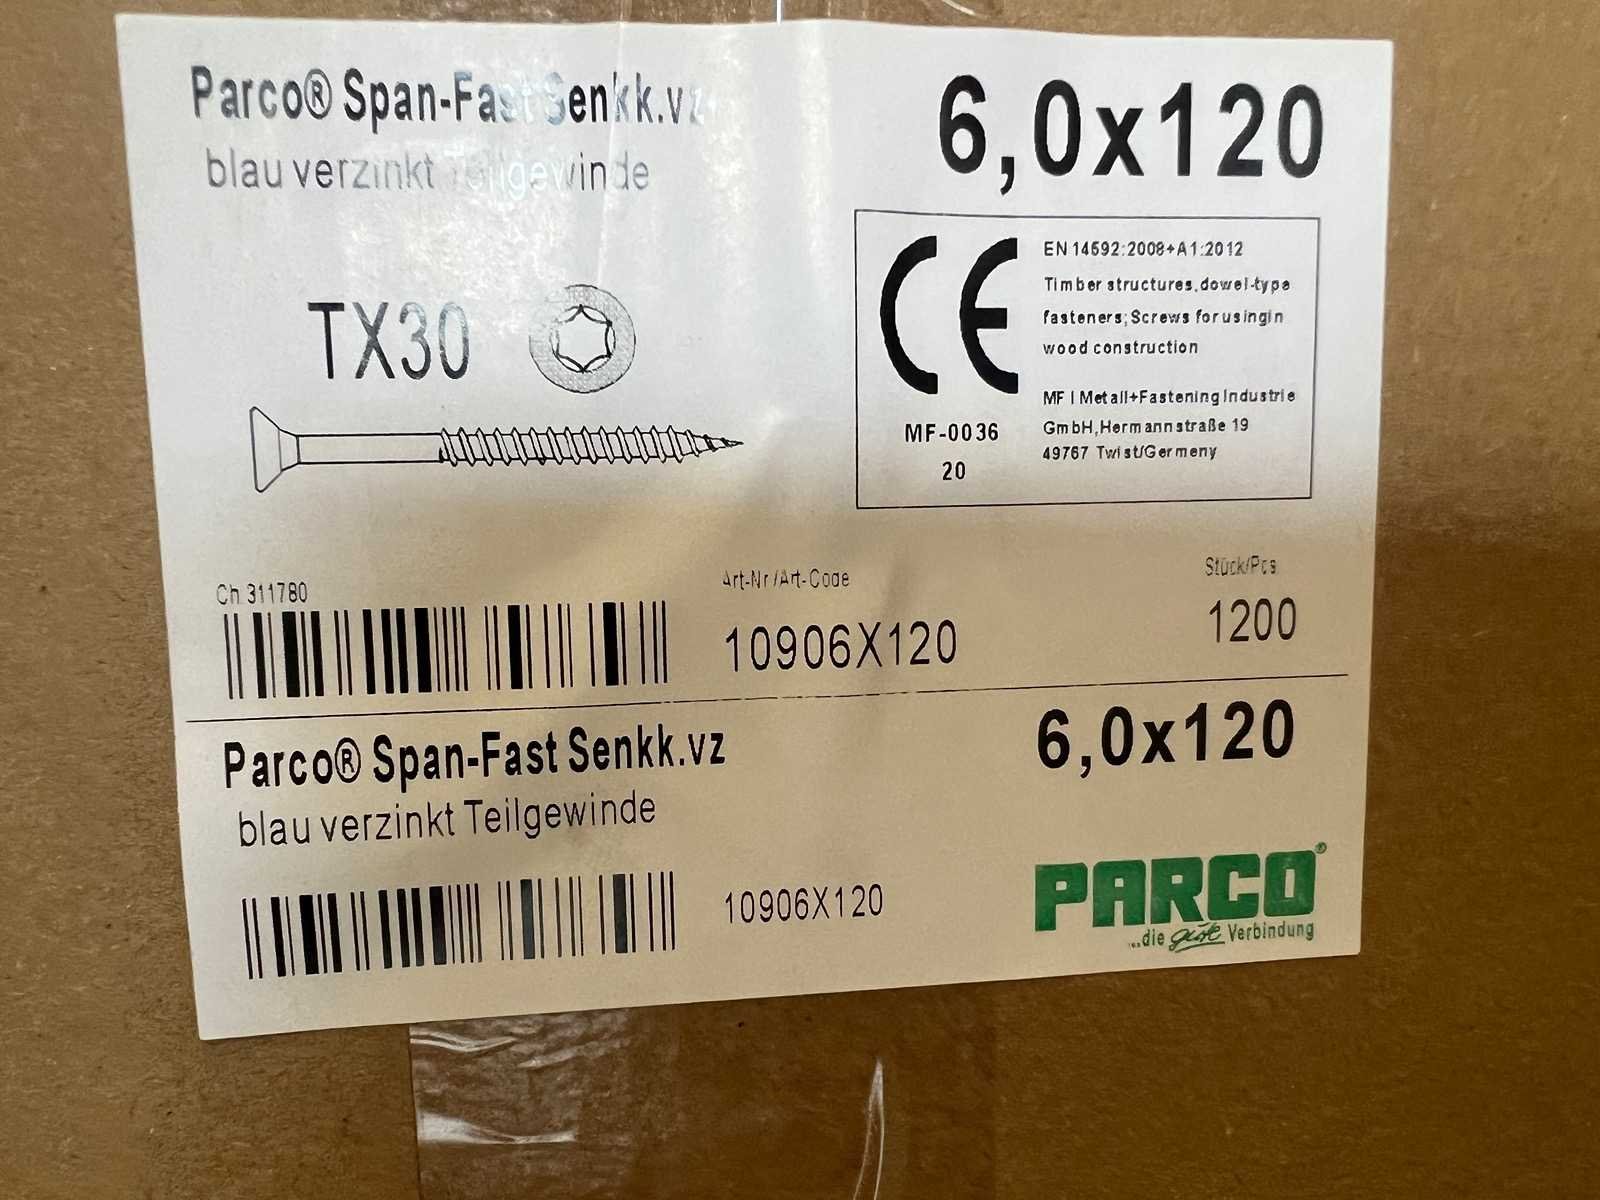 Parco® Span-Fast Senkk.vz
blau verzinkt Teilgewinde
6,0x120
TX30
CE
MF-0036
20
EN 14592:2008+A1:2012
Timber structures,dowel-type
fasteners;Screws for usingin
wood construction
MF I Metall+Fastening Industrie
GmbH,Hermannstraße 19
49767 Twist/Germeny
Ch 311780
Art-Nr/Art-Code
10906X120
Stück/Pcs
1200
Parco® Span-Fast Senkk.vz
blau verzinkt Teilgewinde
6,0x120
10906X120
PARCO®
...die gute Verbindung